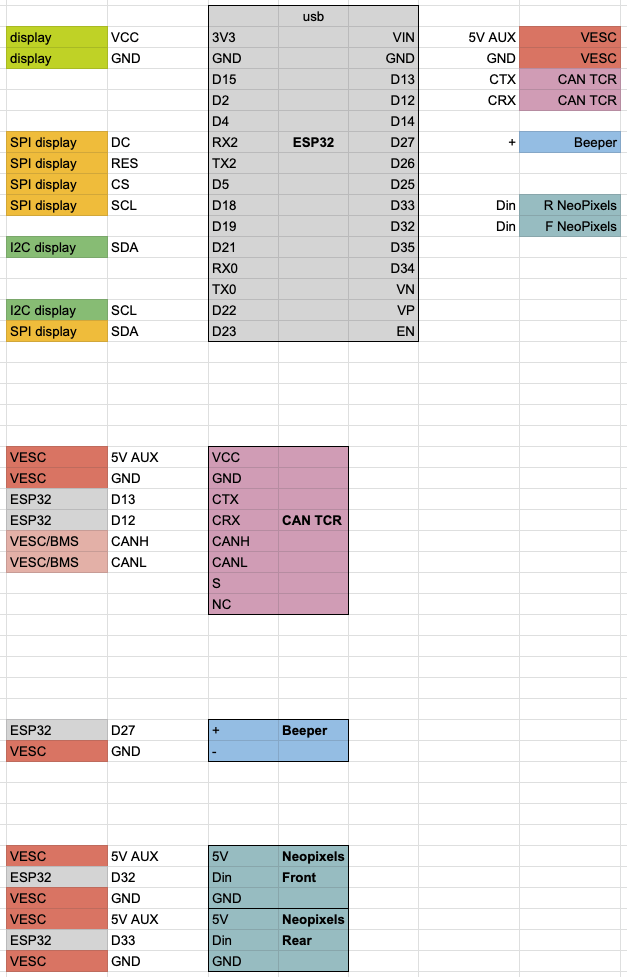 usb
display VCC 3V3 VIN 5V AUX VESC
display GND GND GND GND VESC
D15 D13 CTX CAN TCR
D2 D12 CRX CAN TCR
D4 D14
SPI display DC RX2 ESP32 D27 + Beeper
SPI display RES TX2 D26
SPI display CS D5 D25
SPI display SCL D18 D33 Din R NeoPixels
D19 D32 Din F NeoPixels
I2C display SDA D21 D35
RX0 D34
TX0 VN
I2C display SCL D22 VP
SPI display SDA D23 EN
VESC 5V AUX VCC
VESC GND GND
ESP32 D13 CTX
ESP32 D12 CRX CAN TCR
VESC/BMS CANH CANH
VESC/BMS CANL CANL
S
NC
ESP32 D27 + Beeper
VESC GND -
VESC 5V AUX 5V Neopixels
ESP32 D32 Din Front
VESC GND GND
VESC 5V AUX 5V Neopixels
ESP32 D33 Din Rear
VESC GND GND